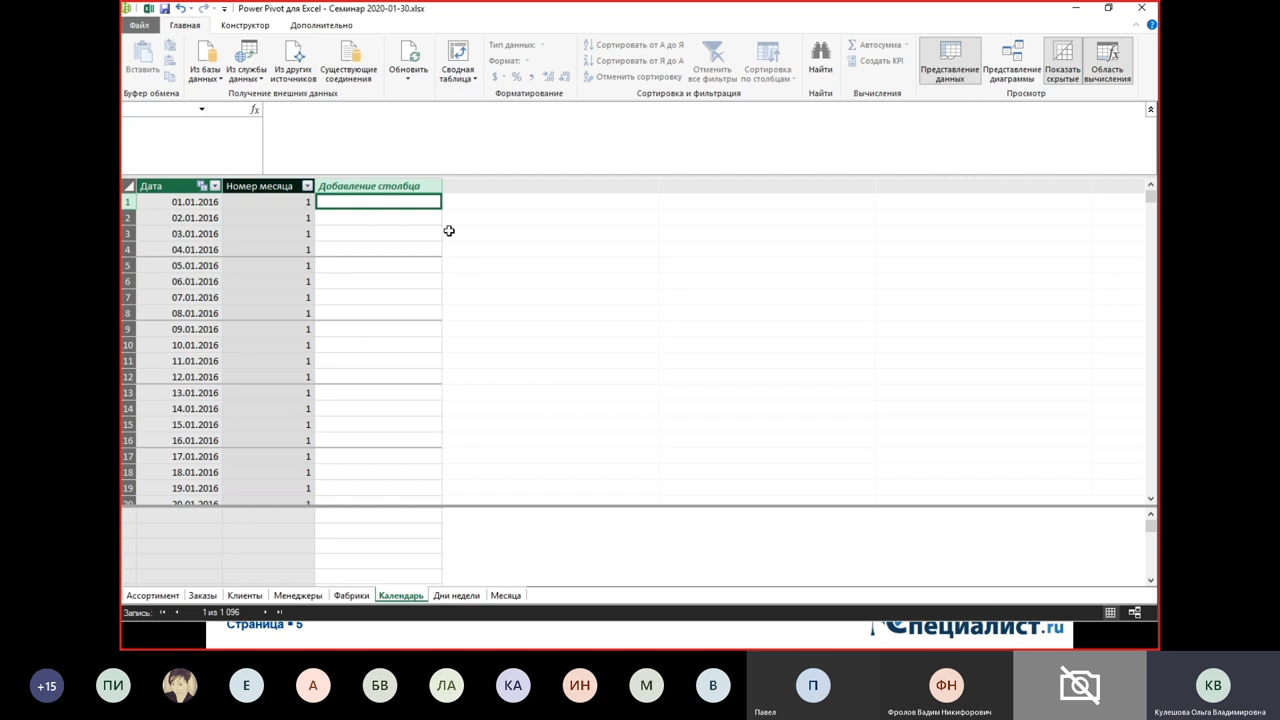 Power Pivot для Excel - Семинар 2020-01-30.xlsx
Файл Главная Конструктор Дополнительно
Вставить
Буфер обмена
Из базы данных
Из службы данных
Из других источников
Существующие соединения
Получение внешних данных
Обновить
Сводная таблица
Тип данных:
Формат:
$ % ,
Форматирование
Сортировать от А до Я
Сортировать от Я до А
Отменить сортировку
Отменить все фильтры
Сортировка по столбцам
Сортировка и фильтрация
Найти
Найти
Автосумма
Создать KPI
Вычисления
Представление данных
Представление диаграммы
Показать скрытые
Область вычисления
Просмотр
fx
Дата Номер месяца Добавление столбца
1 01.01.2016 1
2 02.01.2016 1
3 03.01.2016 1
4 04.01.2016 1
5 05.01.2016 1
6 06.01.2016 1
7 07.01.2016 1
8 08.01.2016 1
9 09.01.2016 1
10 10.01.2016 1
11 11.01.2016 1
12 12.01.2016 1
13 13.01.2016 1
14 14.01.2016 1
15 15.01.2016 1
16 16.01.2016 1
17 17.01.2016 1
18 18.01.2016 1
19 19.01.2016 1
20 20.01.2016 1
Ассортимент Заказы Клиенты Менеджеры Фабрики Календарь Дни недели Месяца
Запись: 1 из 1 096
Страница ▪ 5
Специалист.ru
+15 ПИ Е А БВ ЛА КА ИН М В П ФН КВ
Павел Фролов Вадим Никифорович Кулешова Ольга Владимировна